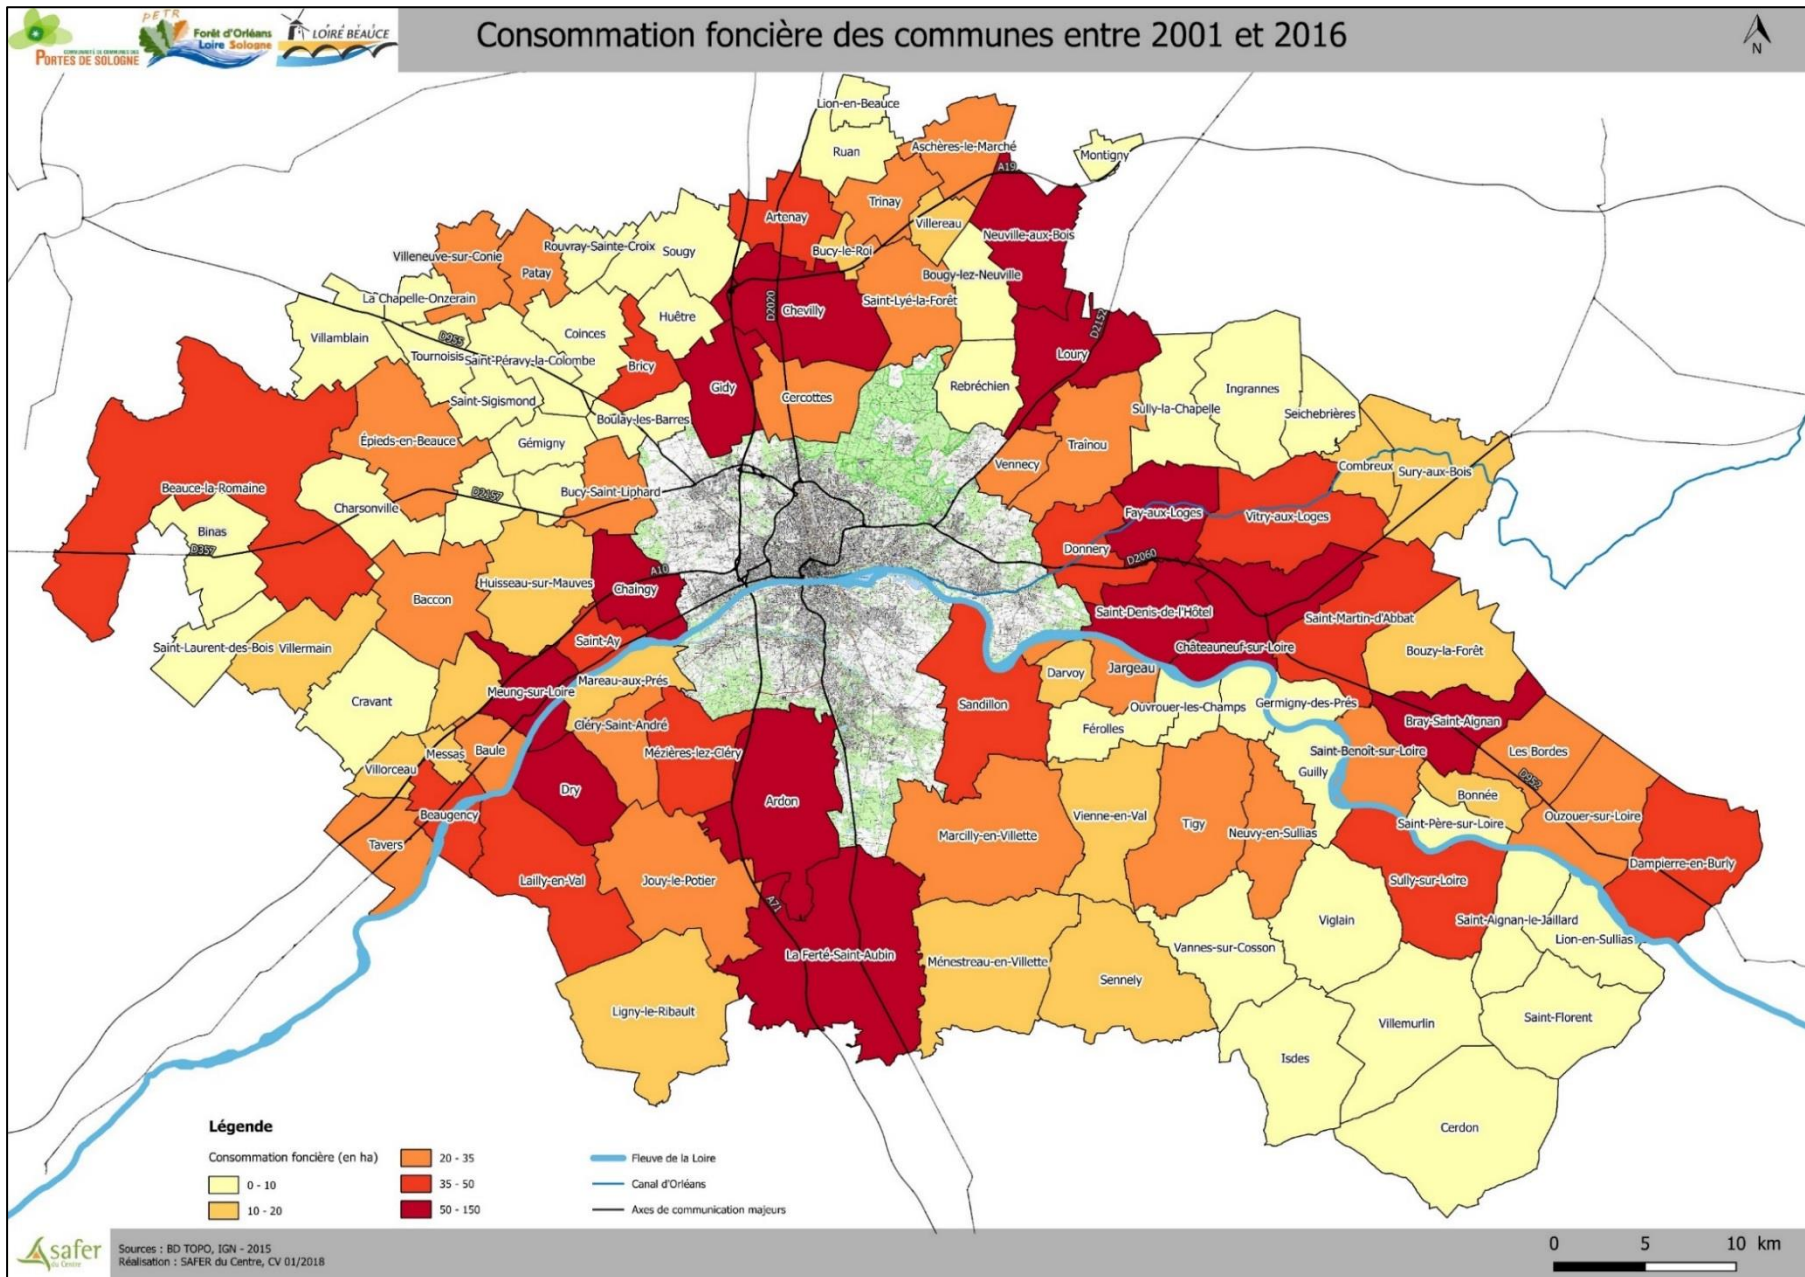 PORTES DE SOLOGNE
COMMUNAUTÉ DE COMMUNES DES
PETR
Forêt d'Orléans
Loire Sologne
LOIRE BEAUCE
Consommation foncière des communes entre 2001 et 2016
N
Lion-en-Beauce
Ruan
Aschères-le-Marché
Montigny
A19
Artenay
Trinay
Villereau
Neuville-aux-Bois
Rouvray-Sainte-Croix
Sougy
Villeneuve-sur-Conie
Patay
Bucy-le-Roi
Bougy-lez-Neuville
La Chapelle-Onzerain
Huêtre
D2020
Chevilly
Saint-Lyé-la-Forêt
D2152
Villamblain
D955
Coinces
Tournoisis
Saint-Péravy-la-Colombe
Bricy
Loury
Gidy
Cercottes
Rebréchien
Ingrannes
Saint-Sigismond
Boulay-les-Barres
Sully-la-Chapelle
Seichebrières
Épieds-en-Beauce
Gémigny
Traînou
Vennecy
Combreux
Sury-aux-Bois
Beauce-la-Romaine
D2157
Bucy-Saint-Liphard
Charsonville
Fay-aux-Loges
Vitry-aux-Loges
Binas
D357
Donnery
D2060
A10
Huisseau-sur-Mauves
Chaingy
Baccon
Saint-Denis-de-l'Hôtel
Saint-Martin-d'Abbat
Saint-Laurent-des-Bois
Villermain
Saint-Ay
Châteauneuf-sur-Loire
Bouzy-la-Forêt
Mareau-aux-Prés
Darvoy
Jargeau
Meung-sur-Loire
Cravant
Sandillon
Ouvrouer-les-Champs
Germigny-des-Prés
Cléry-Saint-André
Férolles
Bray-Saint-Aignan
Messas
Baule
Mézières-lez-Cléry
Saint-Benoît-sur-Loire
Les Bordes
Villorceau
Guilly
D952
Dry
Ardon
Bonnée
Beaugency
Vienne-en-Val
Tigy
Saint-Père-sur-Loire
Ouzouer-sur-Loire
Marcilly-en-Villette
Neuvy-en-Sullias
Tavers
Dampierre-en-Burly
Lailly-en-Val
Jouy-le-Potier
Sully-sur-Loire
A71
Viglain
Saint-Aignan-le-Jaillard
Vannes-sur-Cosson
Lion-en-Sullias
La Ferté-Saint-Aubin
Ménestreau-en-Villette
Sennely
Ligny-le-Ribault
Villemurlin
Saint-Florent
Isdes
Cerdon
Légende
Consommation foncière (en ha)
0 - 10
10 - 20
20 - 35
35 - 50
50 - 150
Fleuve de la Loire
Canal d'Orléans
Axes de communication majeurs
safer
du Centre
Sources : BD TOPO, IGN - 2015
Réalisation : SAFER du Centre, CV 01/2018
0 5 10 km